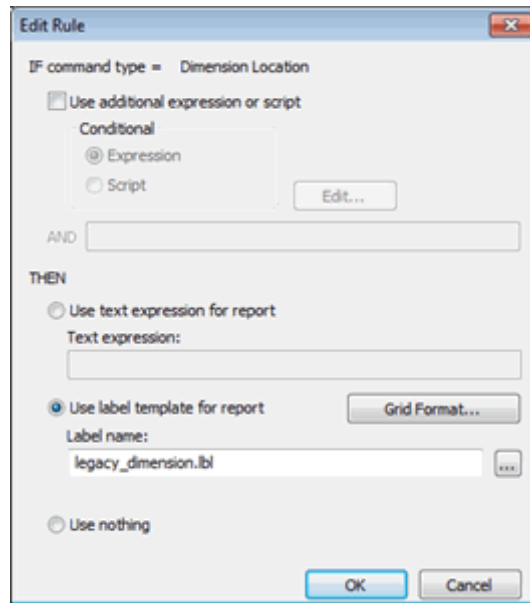 Edit Rule
IF command type = Dimension Location
Use additional expression or script
Conditional
Expression
Script
Edit...
AND
THEN
Use text expression for report
Text expression:
Use label template for report
Grid Format...
Label name:
legacy_dimension.lbl
...
Use nothing
OK
Cancel